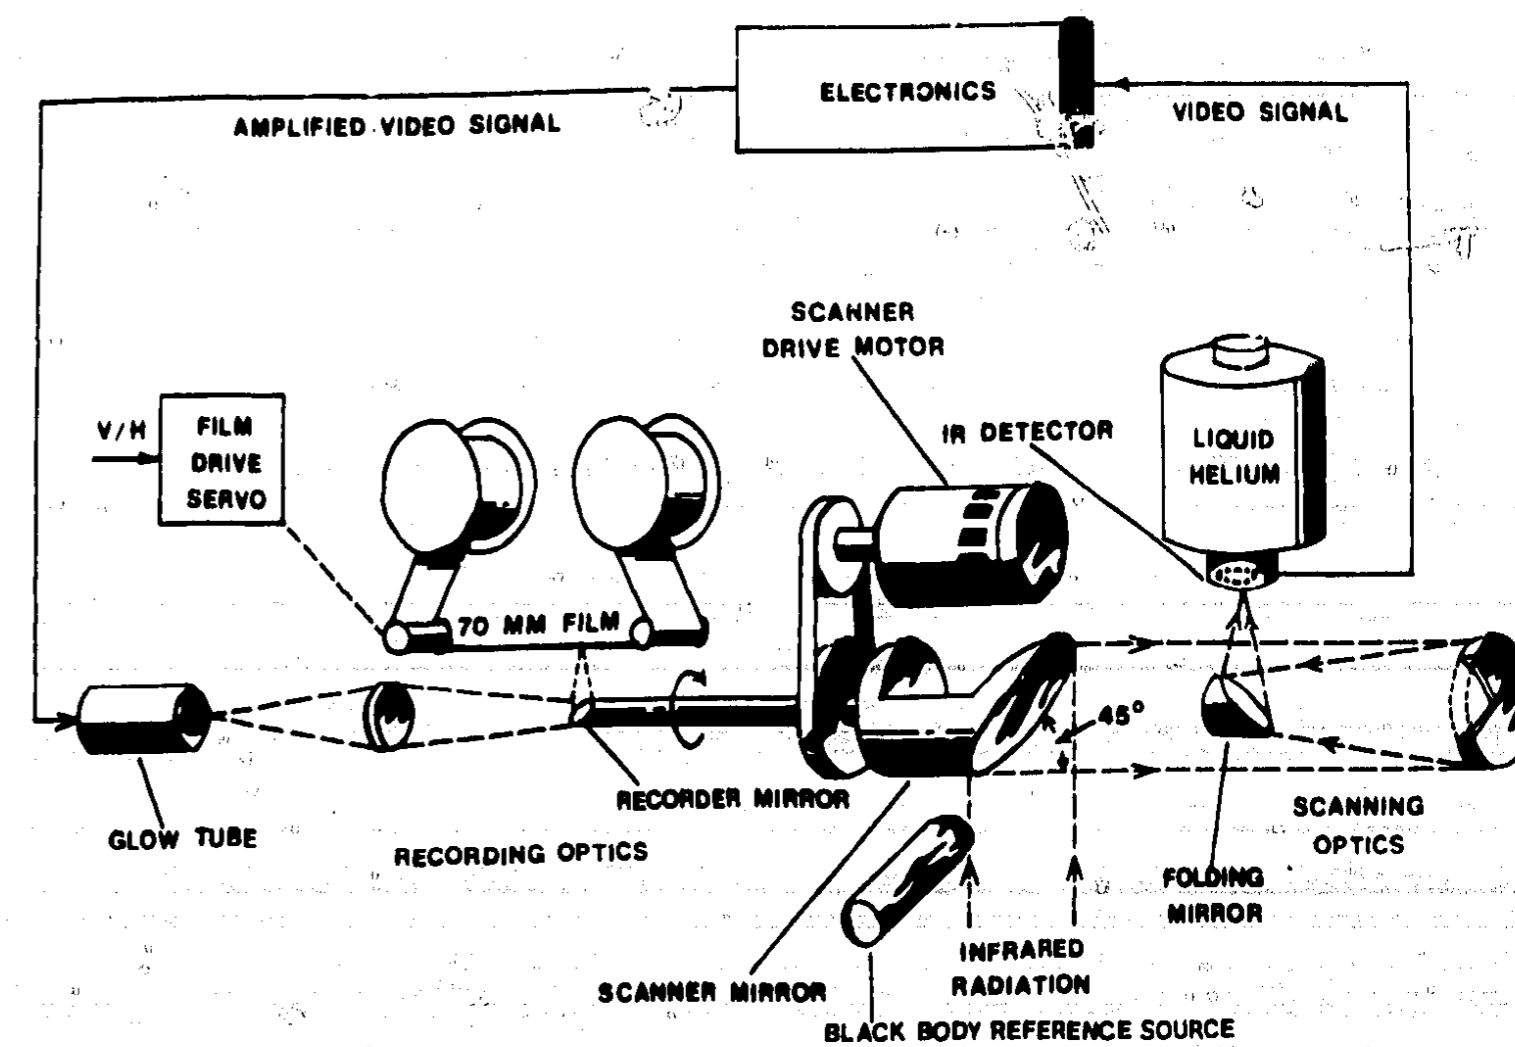 ELECTRONICS
AMPLIFIED VIDEO SIGNAL
VIDEO SIGNAL
SCANNER
DRIVE MOTOR
V/H
FILM
DRIVE
SERVO
IR DETECTOR
LIQUID
HELIUM
70 MM FILM
45°
RECORDER MIRROR
GLOW TUBE
RECORDING OPTICS
SCANNING
OPTICS
FOLDING
MIRROR
INFRARED
RADIATION
SCANNER MIRROR
BLACK BODY REFERENCE SOURCE